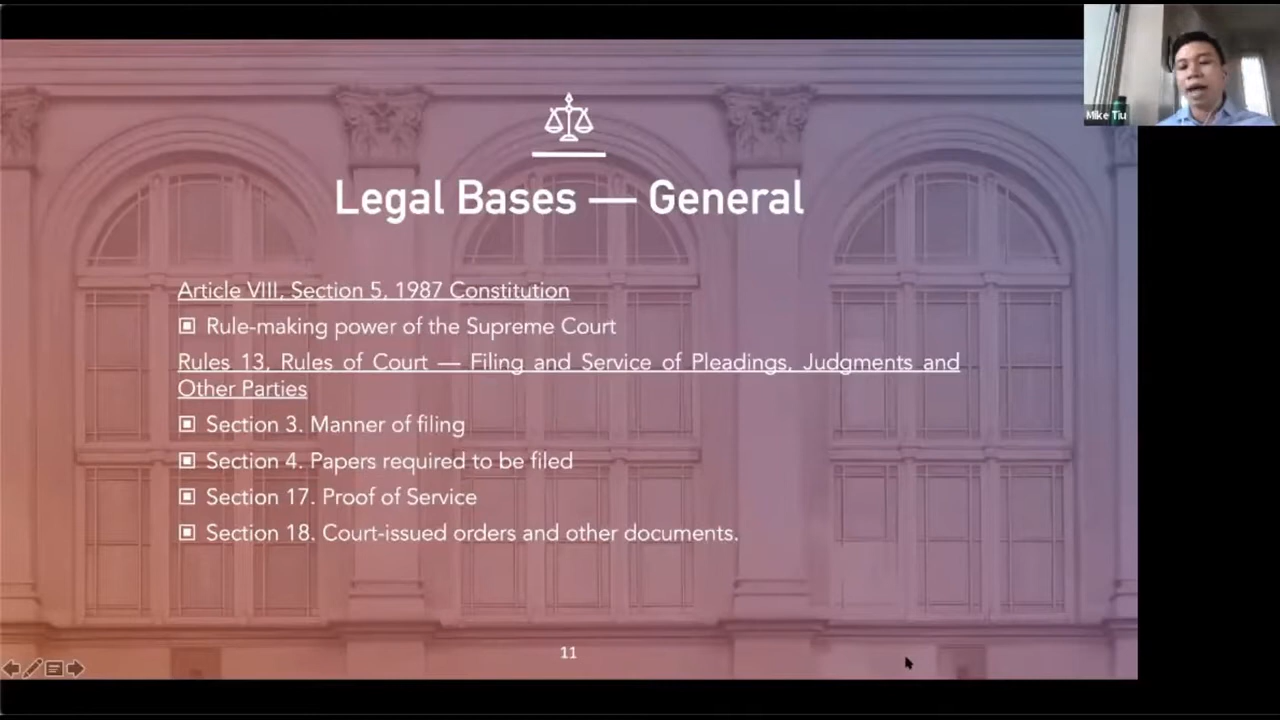 Mike Tiu
Legal Bases — General
Article VIII, Section 5, 1987 Constitution
▣ Rule-making power of the Supreme Court
Rules 13, Rules of Court — Filing and Service of Pleadings, Judgments and
Other Parties
▣ Section 3. Manner of filing
▣ Section 4. Papers required to be filed
▣ Section 17. Proof of Service
▣ Section 18. Court-issued orders and other documents.
11